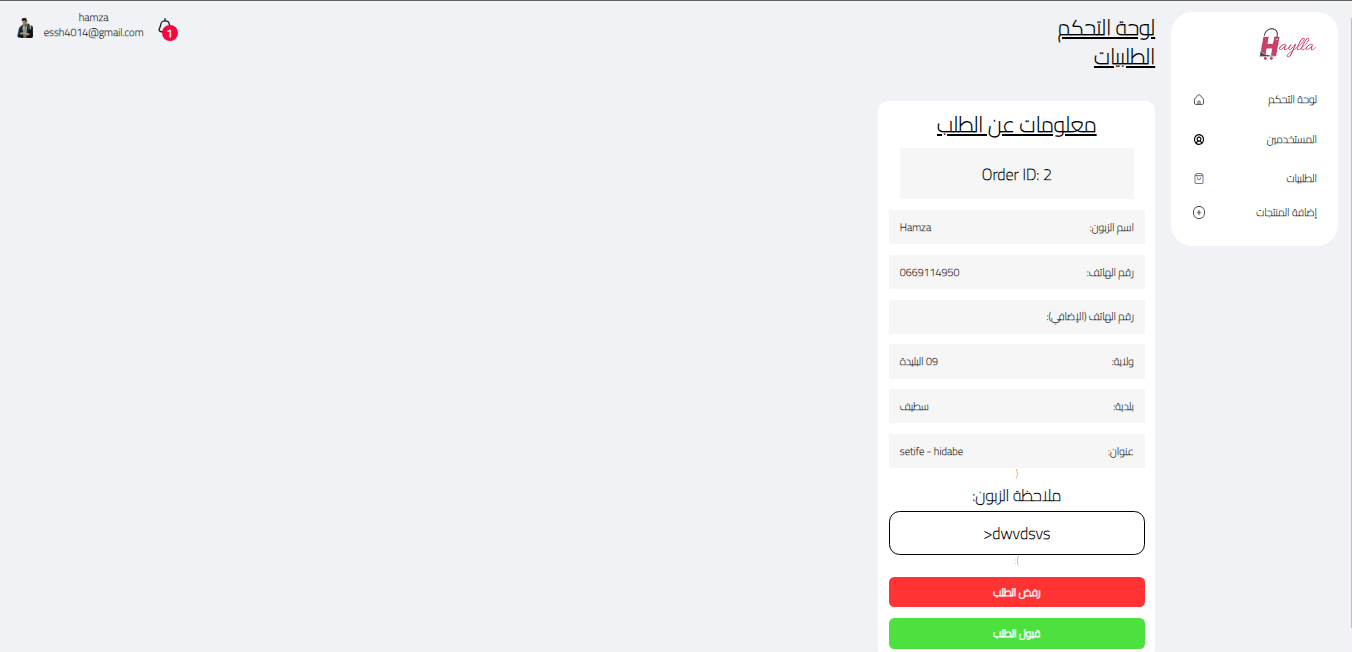 Haylla
لوحة التحكم
المستخدمين
الطلبيات
إضافة المنتجات
لوحة التحكم
الطلبيات
hamza
essh4014@gmail.com
1
معلومات عن الطلب
Order ID: 2
اسم الزبون: Hamza
رقم الهاتف: 0669114950
رقم الهاتف (الإضافي):
ولاية: 09 البليدة
بلدية: سطيف
عنوان: setife - hidabe
)
ملاحظة الزبون:
>dwvdsvs
):
رفض الطلب
قبول الطلب